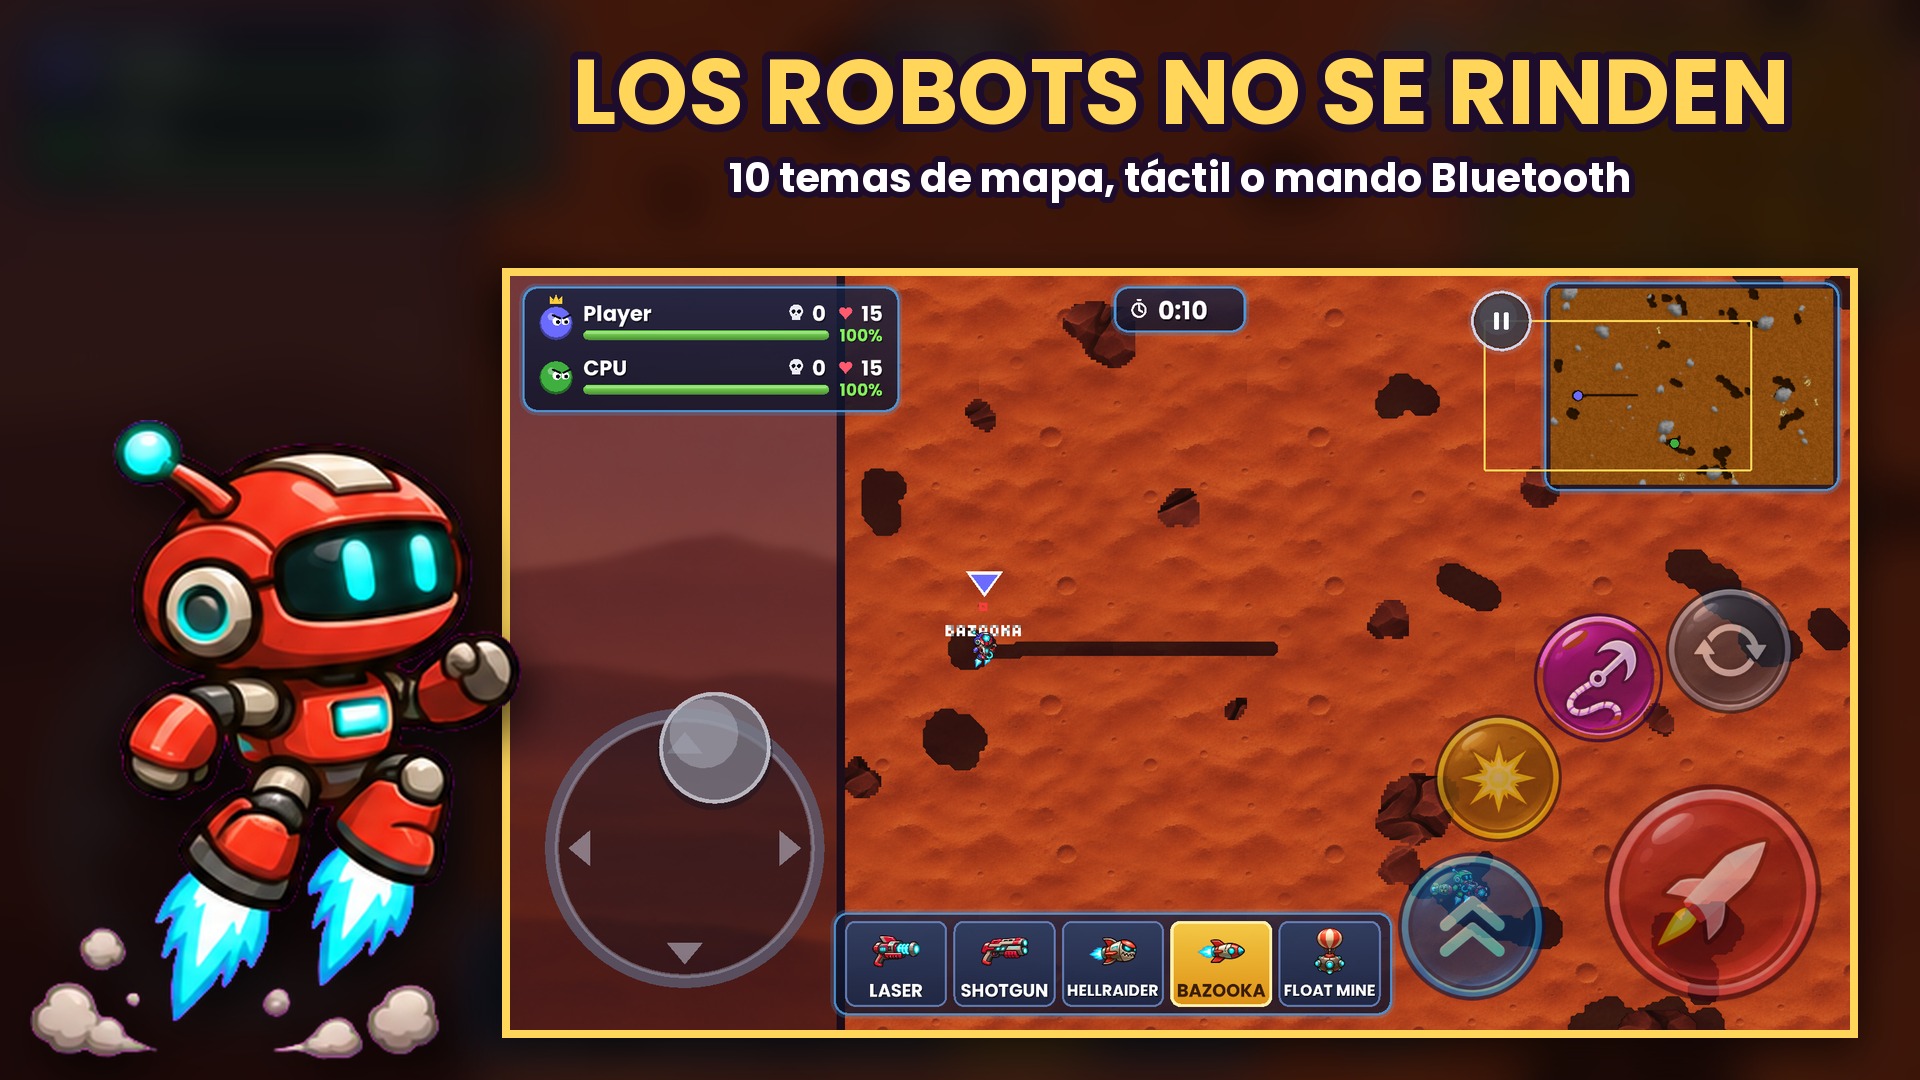 LOS ROBOTS NO SE RINDEN
10 temas de mapa, táctil o mando Bluetooth
Player 0 15
100%
CPU 0 15
100%
0:10
BAZOOKA
LASER SHOTGUN HELLRAIDER BAZOOKA FLOAT MINE